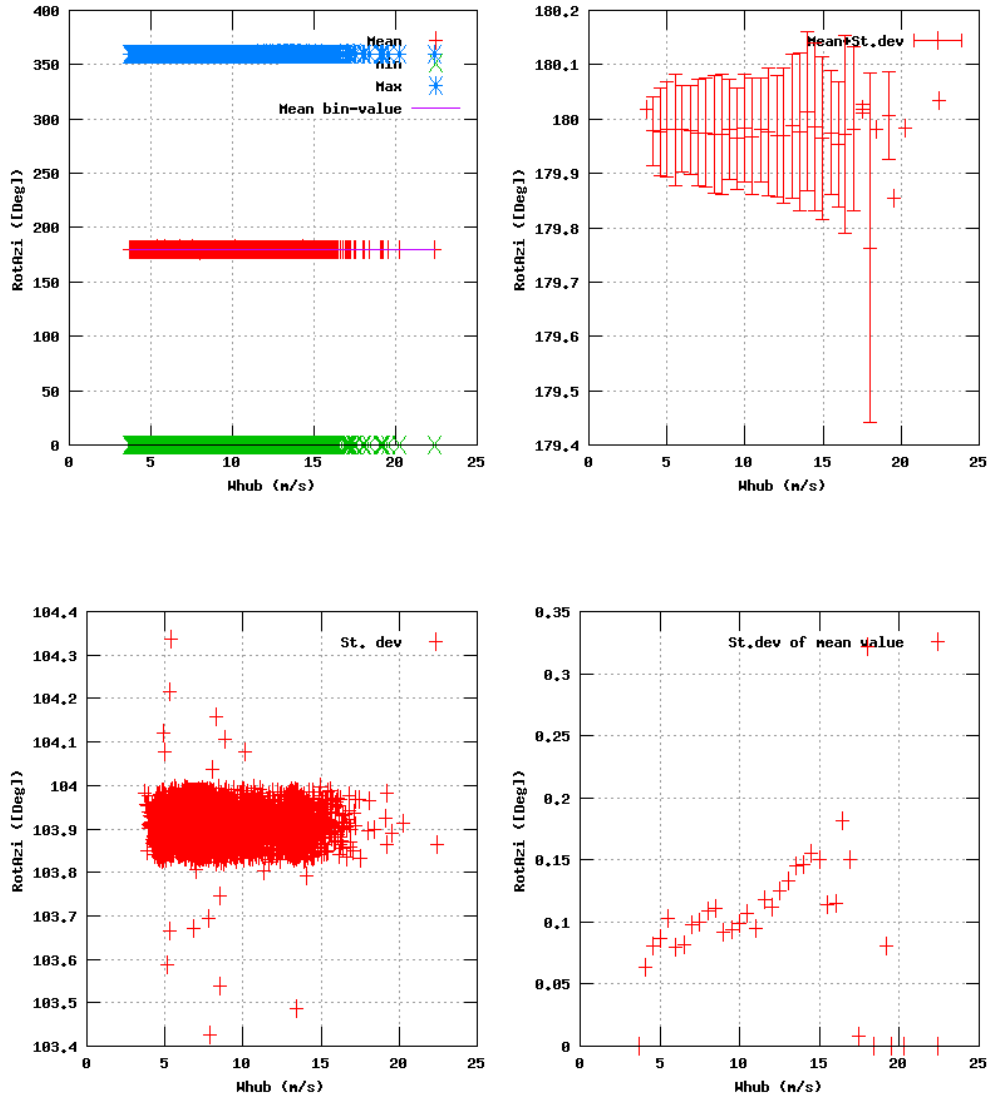 400
350
300
250
200
150
100
50
0
0 5 10 15 20 25
RotAzi ([Deg])
Whub (m/s)
Mean
Min
Max
Mean bin-value
180.2
180.1
180
179.9
179.8
179.7
179.6
179.5
179.4
0 5 10 15 20 25
RotAzi ([Deg])
Whub (m/s)
Mean+St.dev
104.4
104.3
104.2
104.1
104
103.9
103.8
103.7
103.6
103.5
103.4
0 5 10 15 20 25
RotAzi ([Deg])
Whub (m/s)
St. dev
0.35
0.3
0.25
0.2
0.15
0.1
0.05
0
0 5 10 15 20 25
RotAzi ([Deg])
Whub (m/s)
St.dev of mean value